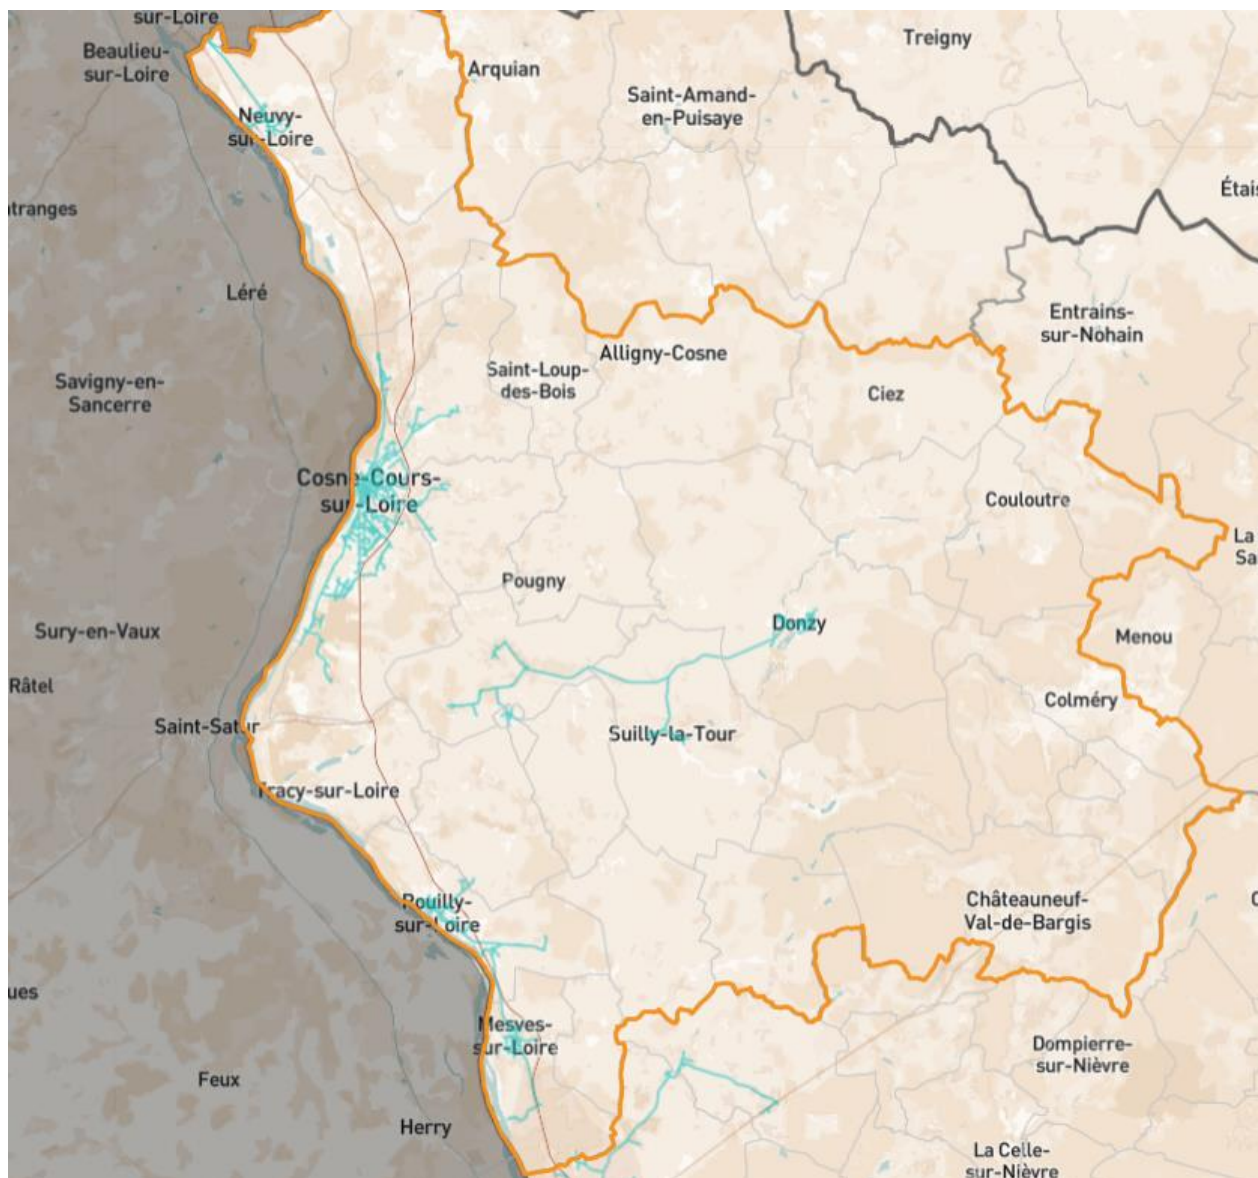 sur-Loire
Beaulieu-
sur-Loire
Treigny
Arquian
Saint-Amand-
en-Puisaye
Neuvy-
sur-Loire
Léré
Entrains-
sur-Nohain
Alligny-Cosne
Saint-Loup-
des-Bois
Savigny-en-
Sancerre
Ciez
Cosne-Cours-
sur-Loire
Couloutre
La
Sa
Pougny
Donzy
Sury-en-Vaux
Menou
Râtel
Colméry
Saint-Satur
Suilly-la-Tour
Tracy-sur-Loire
Pouilly-
sur-Loire
Châteauneuf-
Val-de-Bargis
ues
Mesves-
sur-Loire
Dompierre-
sur-Nièvre
Feux
Herry
La Celle-
sur-Nièvre